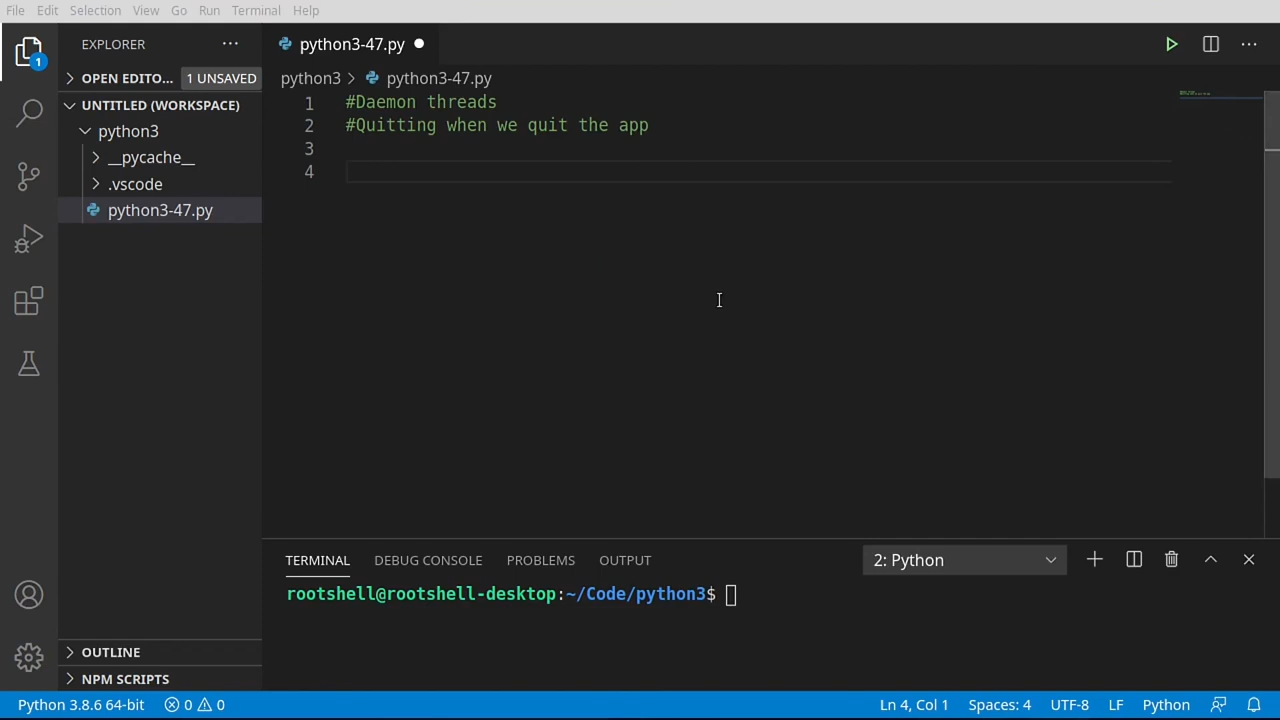 File Edit Selection View Go Run Terminal Help
EXPLORER
python3-47.py
1
OPEN EDITO... 1 UNSAVED
python3 python3-47.py
UNTITLED (WORKSPACE)
python3
__pycache__
.vscode
python3-47.py
1 #Daemon threads
2 #Quitting when we quit the app
3
4
TERMINAL DEBUG CONSOLE PROBLEMS OUTPUT 2: Python
rootshell@rootshell-desktop:~/Code/python3$
OUTLINE
NPM SCRIPTS
Python 3.8.6 64-bit 0 0 Ln 4, Col 1 Spaces: 4 UTF-8 LF Python